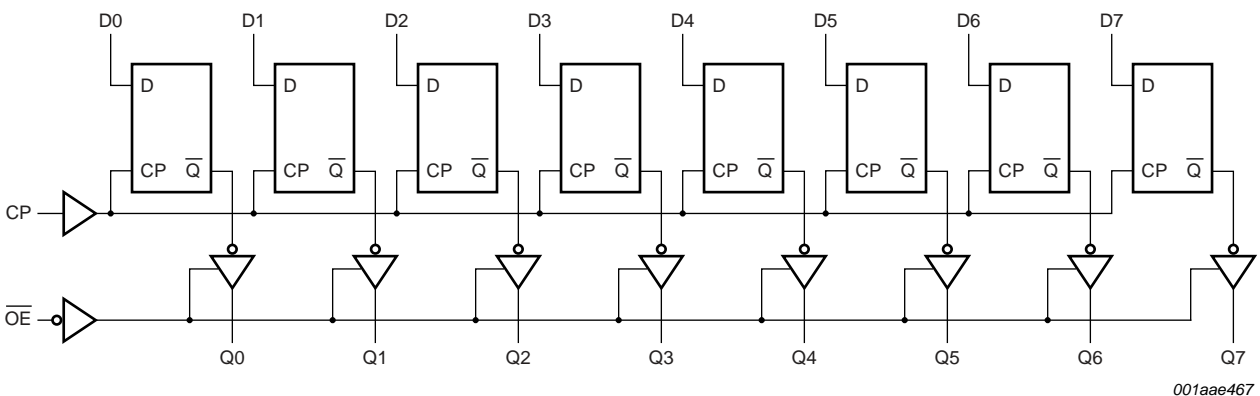 D0 D1 D2 D3 D4 D5 D6 D7
D D D D D D D D
CP Q̅ CP Q̅ CP Q̅ CP Q̅ CP Q̅ CP Q̅ CP Q̅ CP Q̅
CP
O̅E̅
Q0 Q1 Q2 Q3 Q4 Q5 Q6 Q7
001aae467